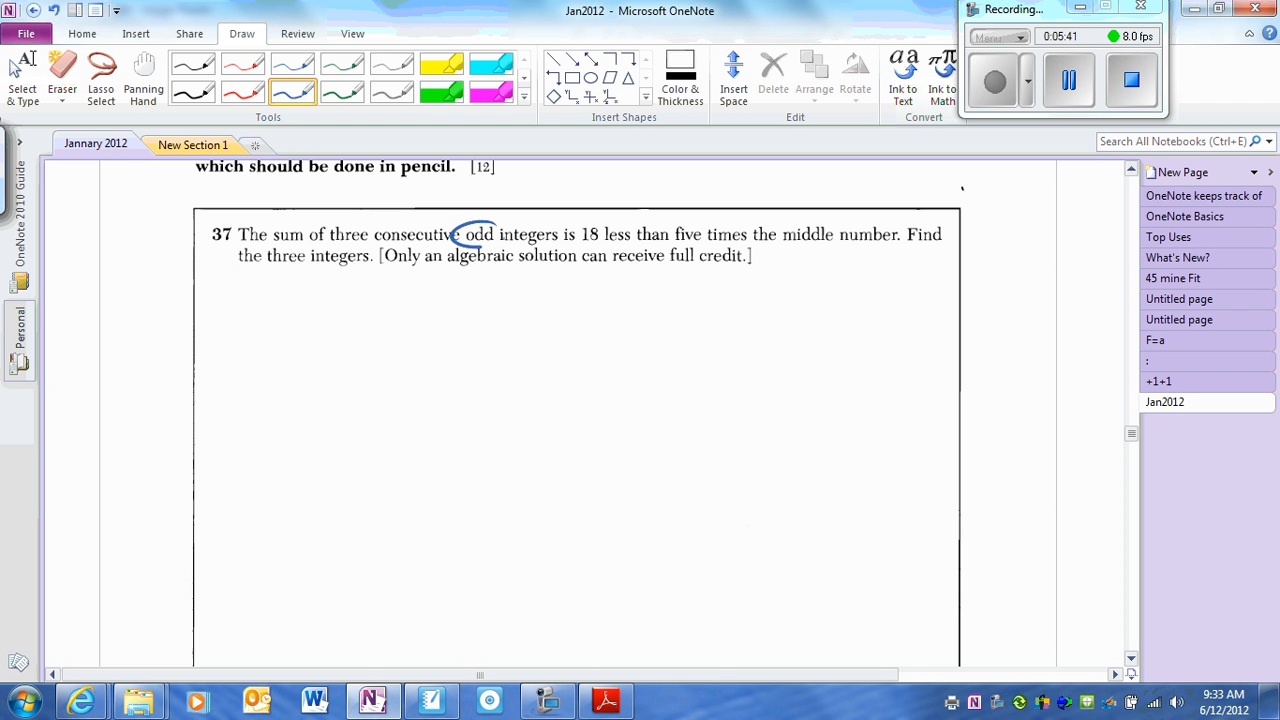 Jan2012 - Microsoft OneNote
Recording...
File Home Insert Share Draw Review View
Menu 0:05:41 8.0 fps
Select & Type
Eraser
Lasso Select
Panning Hand
Color & Thickness
Insert Space
Delete
Arrange
Rotate
Ink to Text
Ink to Math
Tools
Insert Shapes
Edit
Convert
Jannary 2012
New Section 1
Search All Notebooks (Ctrl+E)
OneNote 2010 Guide
Personal
which should be done in pencil. [12]
37 The sum of three consecutive odd integers is 18 less than five times the middle number. Find
the three integers. [Only an algebraic solution can receive full credit.]
New Page
OneNote keeps track of
OneNote Basics
Top Uses
What's New?
45 mine Fit
Untitled page
Untitled page
F=a
:
+1+1
Jan2012
9:33 AM
6/12/2012